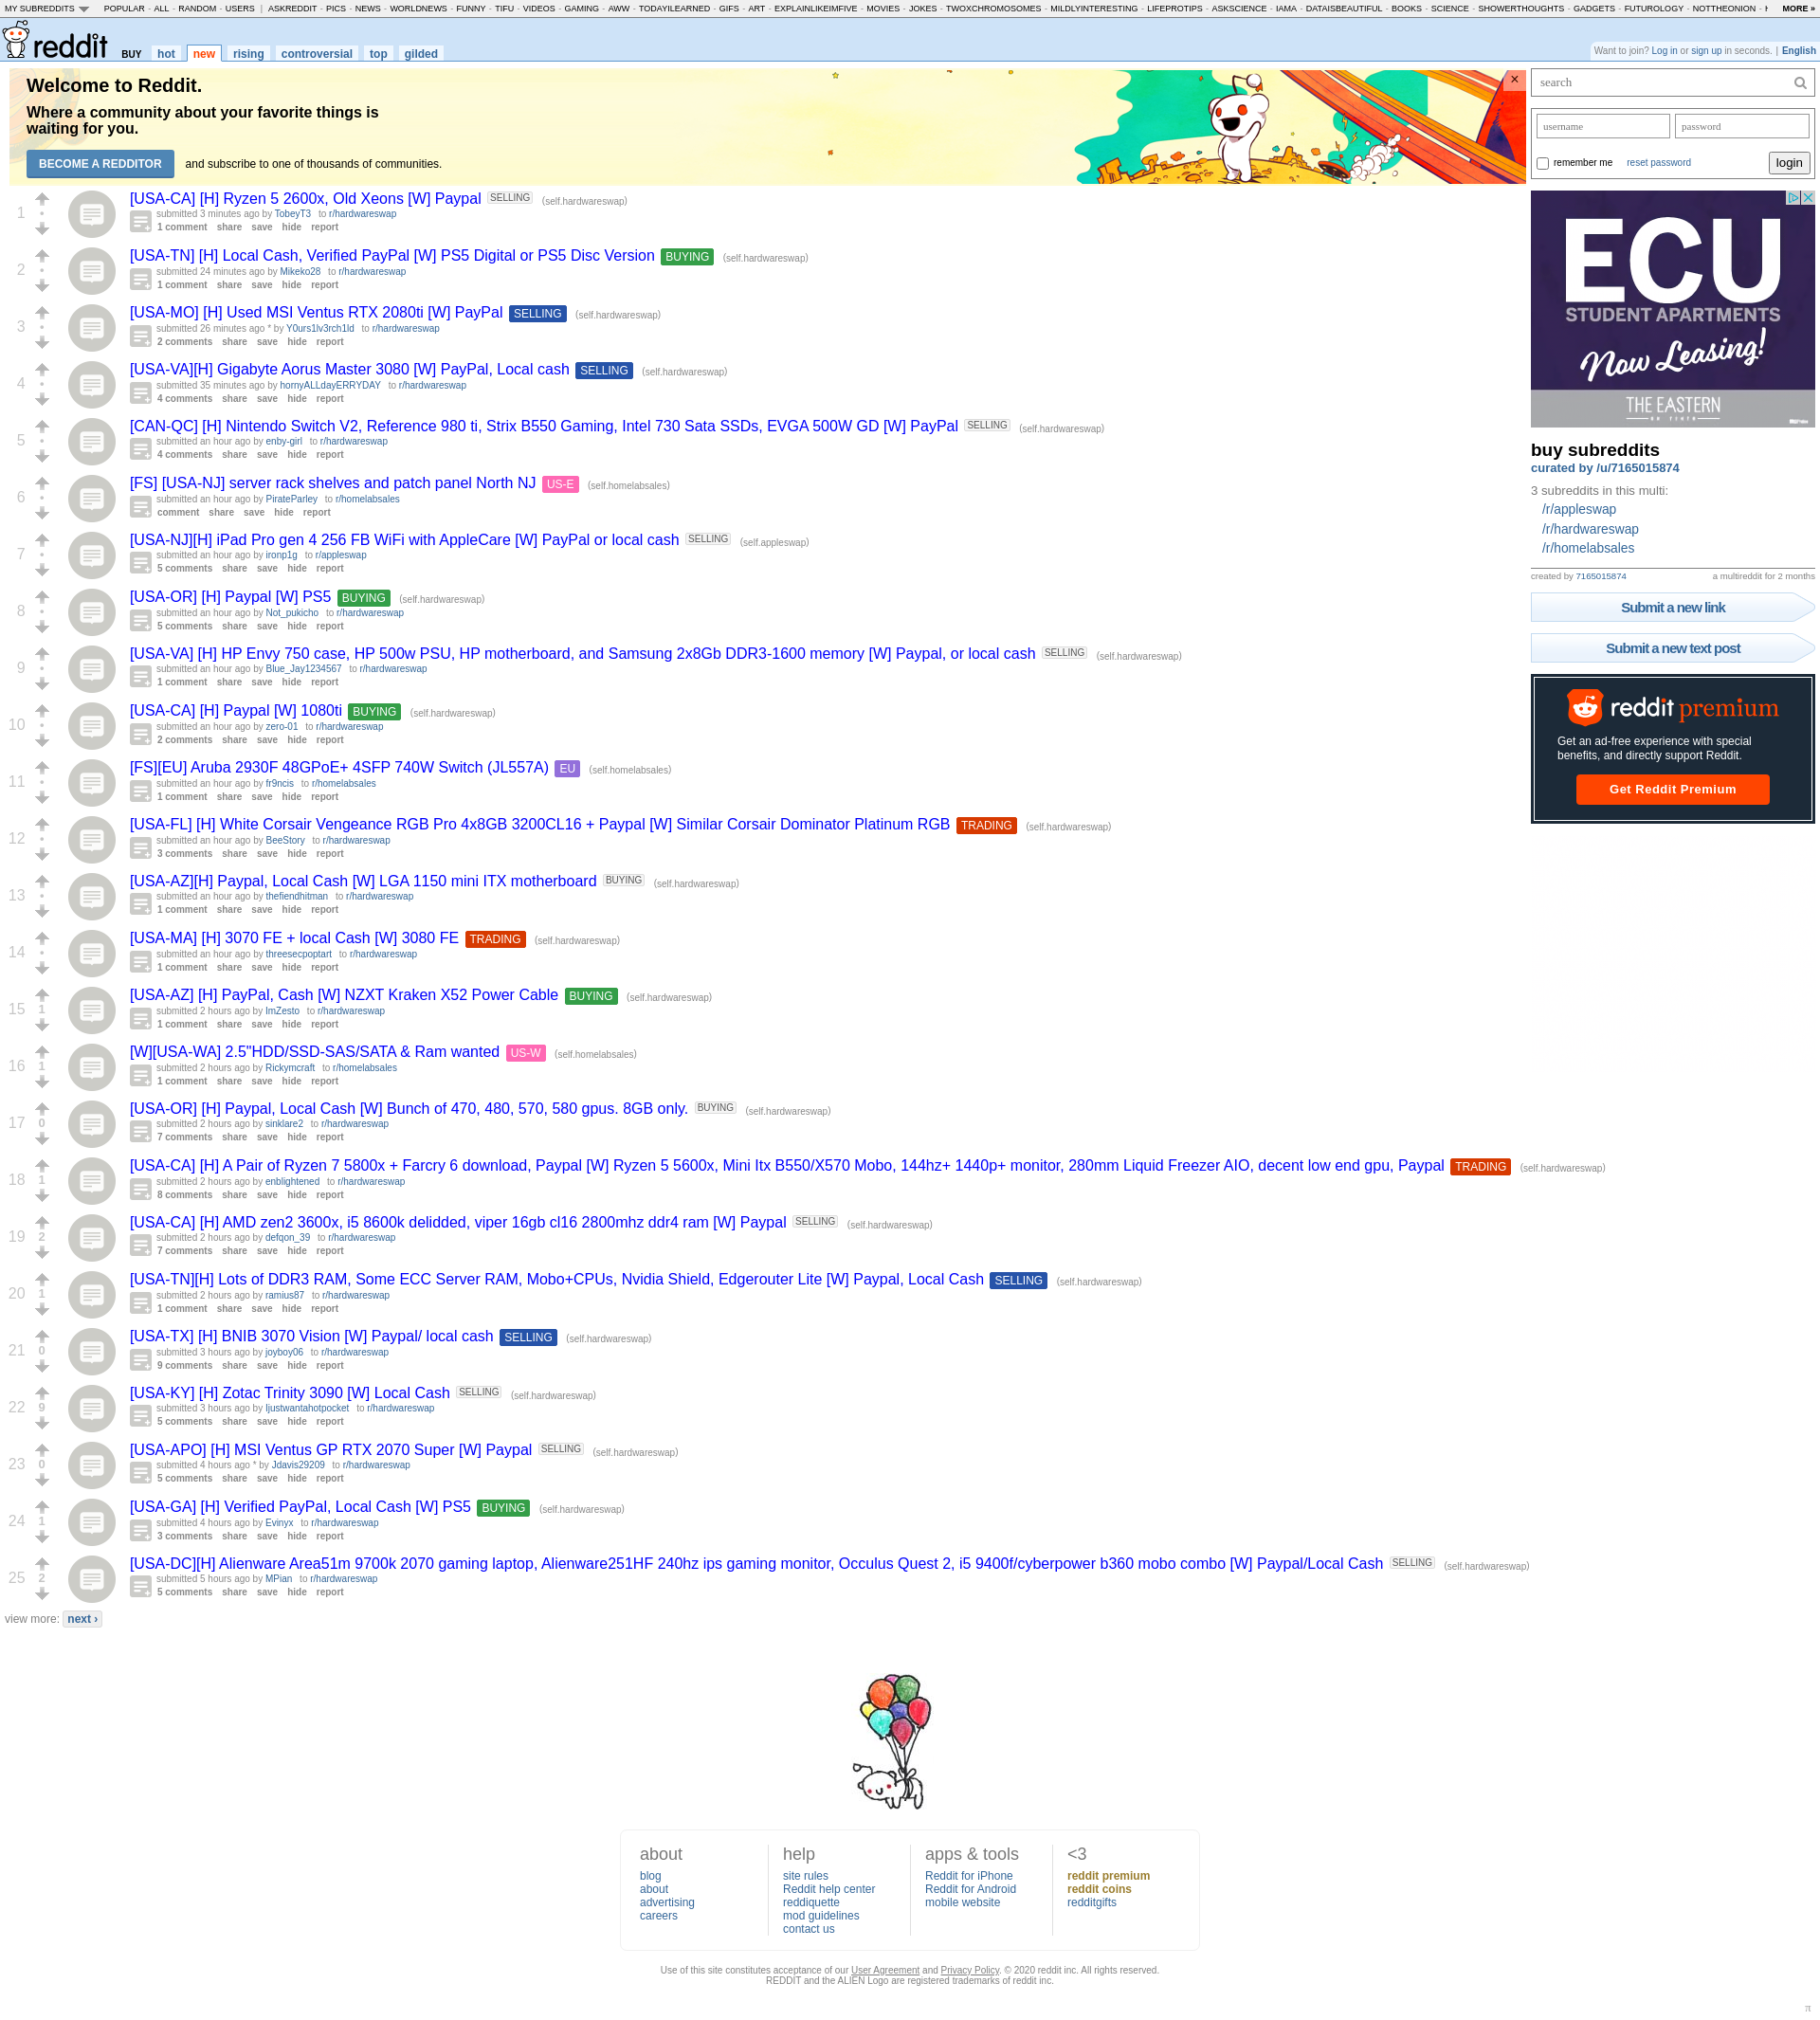 MY SUBREDDITS POPULAR - ALL - RANDOM - USERS | ASKREDDIT - PICS - NEWS - WORLDNEWS - FUNNY - TIFU - VIDEOS - GAMING - AWW - TODAYILEARNED - GIFS - ART - EXPLAINLIKEIMFIVE - MOVIES - JOKES - TWOXCHROMOSOMES - MILDLYINTERESTING - LIFEPROTIPS - ASKSCIENCE - IAMA - DATAISBEAUTIFUL - BOOKS - SCIENCE - SHOWERTHOUGHTS - GADGETS - FUTUROLOGY - NOTTHEONION - MORE »
reddit BUY hot new rising controversial top gilded
Want to join? Log in or sign up in seconds. | English
Welcome to Reddit.
Where a community about your favorite things is
waiting for you.
BECOME A REDDITOR and subscribe to one of thousands of communities.
×
1 [USA-CA] [H] Ryzen 5 2600x, Old Xeons [W] Paypal SELLING (self.hardwareswap)
submitted 3 minutes ago by TobeyT3 to r/hardwareswap
1 comment share save hide report
2 [USA-TN] [H] Local Cash, Verified PayPal [W] PS5 Digital or PS5 Disc Version BUYING (self.hardwareswap)
submitted 24 minutes ago by Mikeko28 to r/hardwareswap
1 comment share save hide report
3 [USA-MO] [H] Used MSI Ventus RTX 2080ti [W] PayPal SELLING (self.hardwareswap)
submitted 26 minutes ago * by Y0urs1lv3rch1ld to r/hardwareswap
2 comments share save hide report
4 [USA-VA][H] Gigabyte Aorus Master 3080 [W] PayPal, Local cash SELLING (self.hardwareswap)
submitted 35 minutes ago by hornyALLdayERRYDAY to r/hardwareswap
4 comments share save hide report
5 [CAN-QC] [H] Nintendo Switch V2, Reference 980 ti, Strix B550 Gaming, Intel 730 Sata SSDs, EVGA 500W GD [W] PayPal SELLING (self.hardwareswap)
submitted an hour ago by enby-girl to r/hardwareswap
4 comments share save hide report
6 [FS] [USA-NJ] server rack shelves and patch panel North NJ US-E (self.homelabsales)
submitted an hour ago by PirateParley to r/homelabsales
comment share save hide report
7 [USA-NJ][H] iPad Pro gen 4 256 FB WiFi with AppleCare [W] PayPal or local cash SELLING (self.appleswap)
submitted an hour ago by ironp1g to r/appleswap
5 comments share save hide report
8 [USA-OR] [H] Paypal [W] PS5 BUYING (self.hardwareswap)
submitted an hour ago by Not_pukicho to r/hardwareswap
5 comments share save hide report
9 [USA-VA] [H] HP Envy 750 case, HP 500w PSU, HP motherboard, and Samsung 2x8Gb DDR3-1600 memory [W] Paypal, or local cash SELLING (self.hardwareswap)
submitted an hour ago by Blue_Jay1234567 to r/hardwareswap
1 comment share save hide report
10 [USA-CA] [H] Paypal [W] 1080ti BUYING (self.hardwareswap)
submitted an hour ago by zero-01 to r/hardwareswap
2 comments share save hide report
11 [FS][EU] Aruba 2930F 48GPoE+ 4SFP 740W Switch (JL557A) EU (self.homelabsales)
submitted an hour ago by fr9ncis to r/homelabsales
1 comment share save hide report
12 [USA-FL] [H] White Corsair Vengeance RGB Pro 4x8GB 3200CL16 + Paypal [W] Similar Corsair Dominator Platinum RGB TRADING (self.hardwareswap)
submitted an hour ago by BeeStory to r/hardwareswap
3 comments share save hide report
13 [USA-AZ][H] Paypal, Local Cash [W] LGA 1150 mini ITX motherboard BUYING (self.hardwareswap)
submitted an hour ago by thefiendhitman to r/hardwareswap
1 comment share save hide report
14 [USA-MA] [H] 3070 FE + local Cash [W] 3080 FE TRADING (self.hardwareswap)
submitted an hour ago by threesecpoptart to r/hardwareswap
1 comment share save hide report
15 1 [USA-AZ] [H] PayPal, Cash [W] NZXT Kraken X52 Power Cable BUYING (self.hardwareswap)
submitted 2 hours ago by ImZesto to r/hardwareswap
1 comment share save hide report
16 1 [W][USA-WA] 2.5"HDD/SSD-SAS/SATA & Ram wanted US-W (self.homelabsales)
submitted 2 hours ago by Rickymcraft to r/homelabsales
1 comment share save hide report
17 0 [USA-OR] [H] Paypal, Local Cash [W] Bunch of 470, 480, 570, 580 gpus. 8GB only. BUYING (self.hardwareswap)
submitted 2 hours ago by sinklare2 to r/hardwareswap
7 comments share save hide report
18 1 [USA-CA] [H] A Pair of Ryzen 7 5800x + Farcry 6 download, Paypal [W] Ryzen 5 5600x, Mini Itx B550/X570 Mobo, 144hz+ 1440p+ monitor, 280mm Liquid Freezer AIO, decent low end gpu, Paypal TRADING (self.hardwareswap)
submitted 2 hours ago by enblightened to r/hardwareswap
8 comments share save hide report
19 2 [USA-CA] [H] AMD zen2 3600x, i5 8600k delidded, viper 16gb cl16 2800mhz ddr4 ram [W] Paypal SELLING (self.hardwareswap)
submitted 2 hours ago by defqon_39 to r/hardwareswap
7 comments share save hide report
20 1 [USA-TN][H] Lots of DDR3 RAM, Some ECC Server RAM, Mobo+CPUs, Nvidia Shield, Edgerouter Lite [W] Paypal, Local Cash SELLING (self.hardwareswap)
submitted 2 hours ago by ramius87 to r/hardwareswap
1 comment share save hide report
21 0 [USA-TX] [H] BNIB 3070 Vision [W] Paypal/ local cash SELLING (self.hardwareswap)
submitted 3 hours ago by joyboy06 to r/hardwareswap
9 comments share save hide report
22 9 [USA-KY] [H] Zotac Trinity 3090 [W] Local Cash SELLING (self.hardwareswap)
submitted 3 hours ago by Ijustwantahotpocket to r/hardwareswap
5 comments share save hide report
23 0 [USA-APO] [H] MSI Ventus GP RTX 2070 Super [W] Paypal SELLING (self.hardwareswap)
submitted 4 hours ago * by Jdavis29209 to r/hardwareswap
5 comments share save hide report
24 1 [USA-GA] [H] Verified PayPal, Local Cash [W] PS5 BUYING (self.hardwareswap)
submitted 4 hours ago by Evinyx to r/hardwareswap
3 comments share save hide report
25 2 [USA-DC][H] Alienware Area51m 9700k 2070 gaming laptop, Alienware251HF 240hz ips gaming monitor, Occulus Quest 2, i5 9400f/cyberpower b360 mobo combo [W] Paypal/Local Cash SELLING (self.hardwareswap)
submitted 5 hours ago by MPian to r/hardwareswap
5 comments share save hide report
view more: next ›
search
username password
remember me reset password login
ECU
STUDENT APARTMENTS
Now Leasing!
THE EASTERN
ON TENTH
buy subreddits
curated by /u/7165015874
3 subreddits in this multi:
/r/appleswap
/r/hardwareswap
/r/homelabsales
created by 7165015874 a multireddit for 2 months
Submit a new link
Submit a new text post
reddit premium
Get an ad-free experience with special
benefits, and directly support Reddit.
Get Reddit Premium
about
blog
about
advertising
careers
help
site rules
Reddit help center
reddiquette
mod guidelines
contact us
apps & tools
Reddit for iPhone
Reddit for Android
mobile website
<3
reddit premium
reddit coins
redditgifts
Use of this site constitutes acceptance of our User Agreement and Privacy Policy. © 2020 reddit inc. All rights reserved.
REDDIT and the ALIEN Logo are registered trademarks of reddit inc.
π